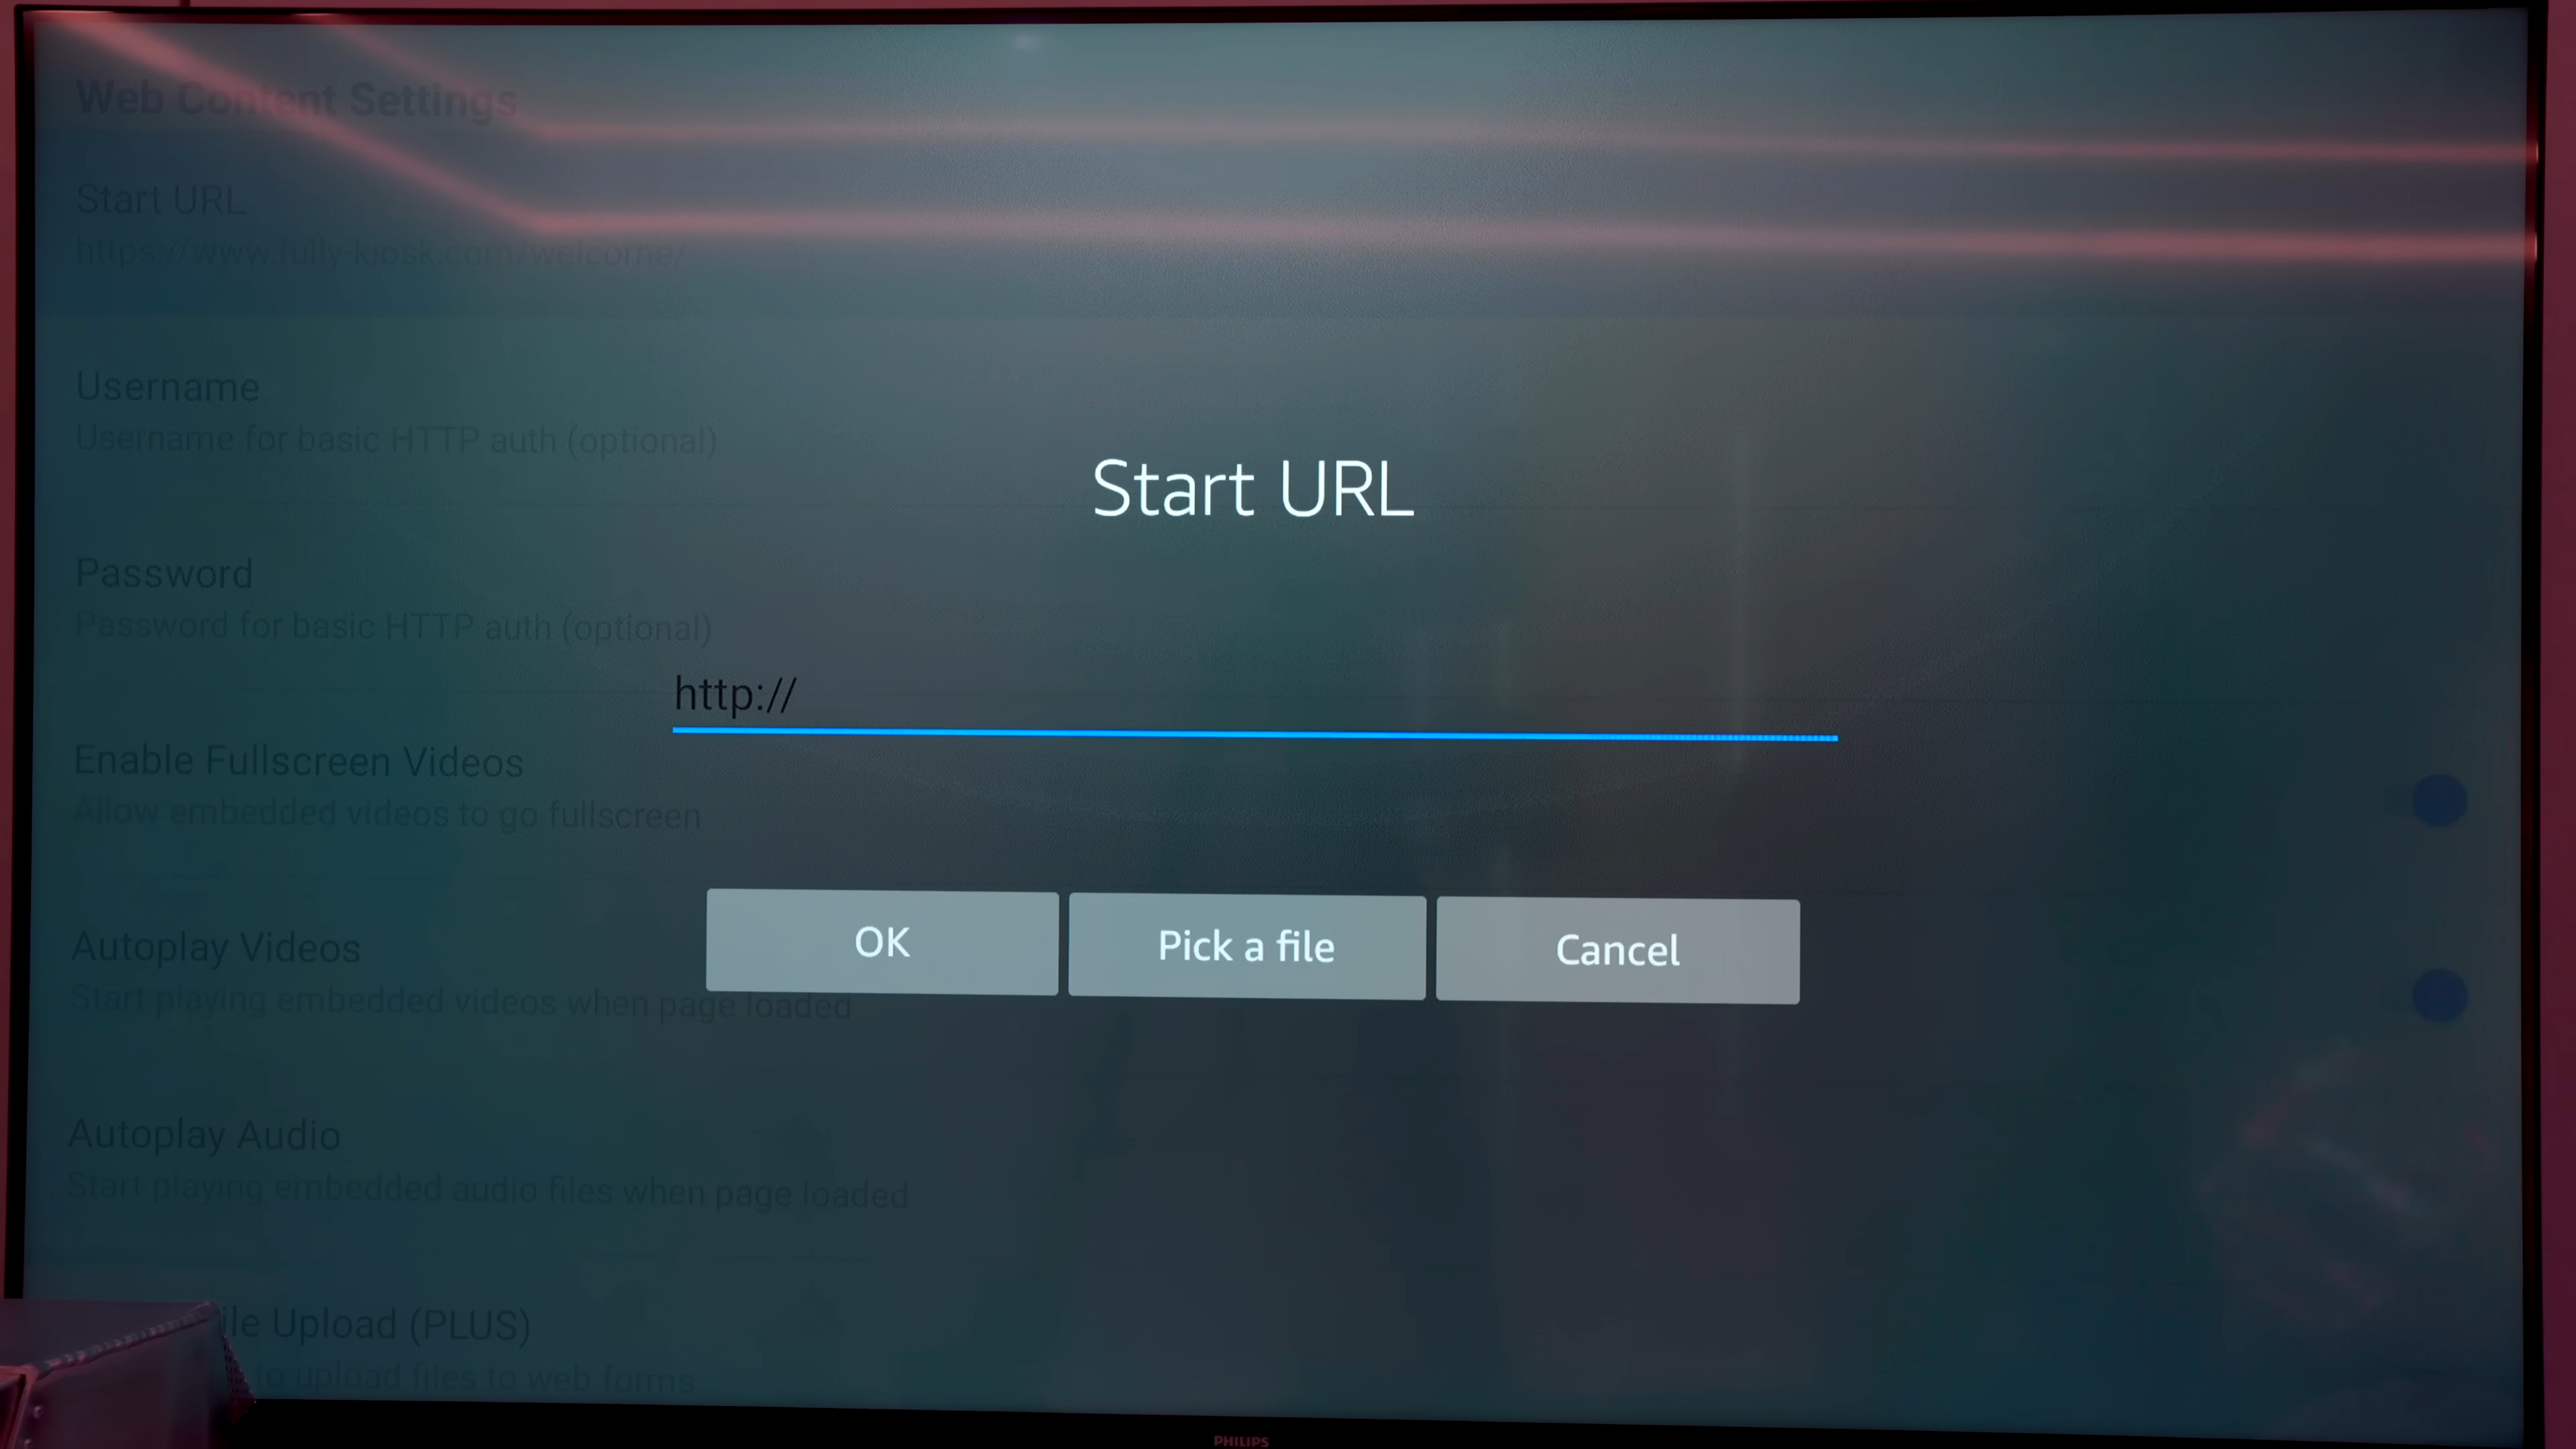 Web Content Settings
Start URL
https://www.fully-kiosk.com/welcome/
Username
Username for basic HTTP auth (optional)
Start URL
Password
Password for basic HTTP auth (optional)
http://
Enable Fullscreen Videos
Allow embedded videos to go fullscreen
OK
Pick a file
Cancel
Autoplay Videos
Start playing embedded videos when page loaded
Autoplay Audio
Start playing embedded audio files when page loaded
ile Upload (PLUS)
to upload files to web forms
PHILIPS